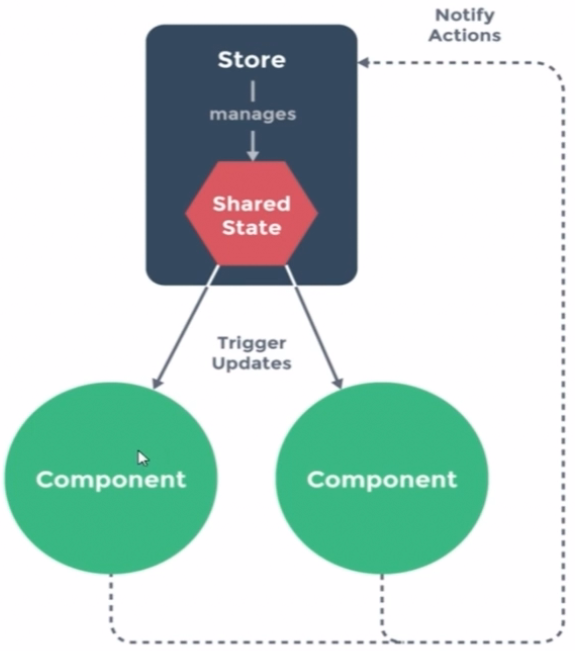 Notify
Actions
Store
manages
Shared
State
Trigger
Updates
Component
Component